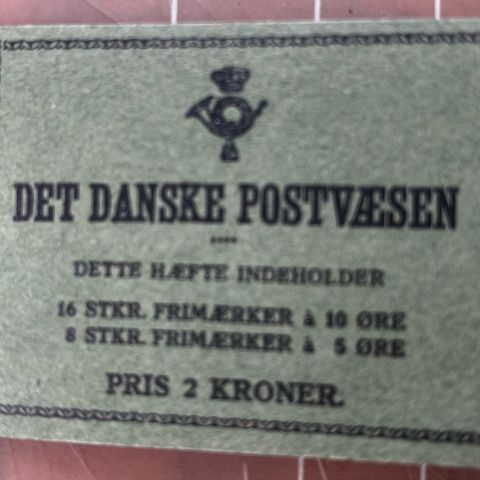 DET DANSKE POSTVÆSEN
DETTE HÆFTE INDEHOLDER
16 STKR. FRIMÆRKER à 10 ØRE
8 STKR. FRIMÆRKER à 5 ØRE
PRIS 2 KRONER.